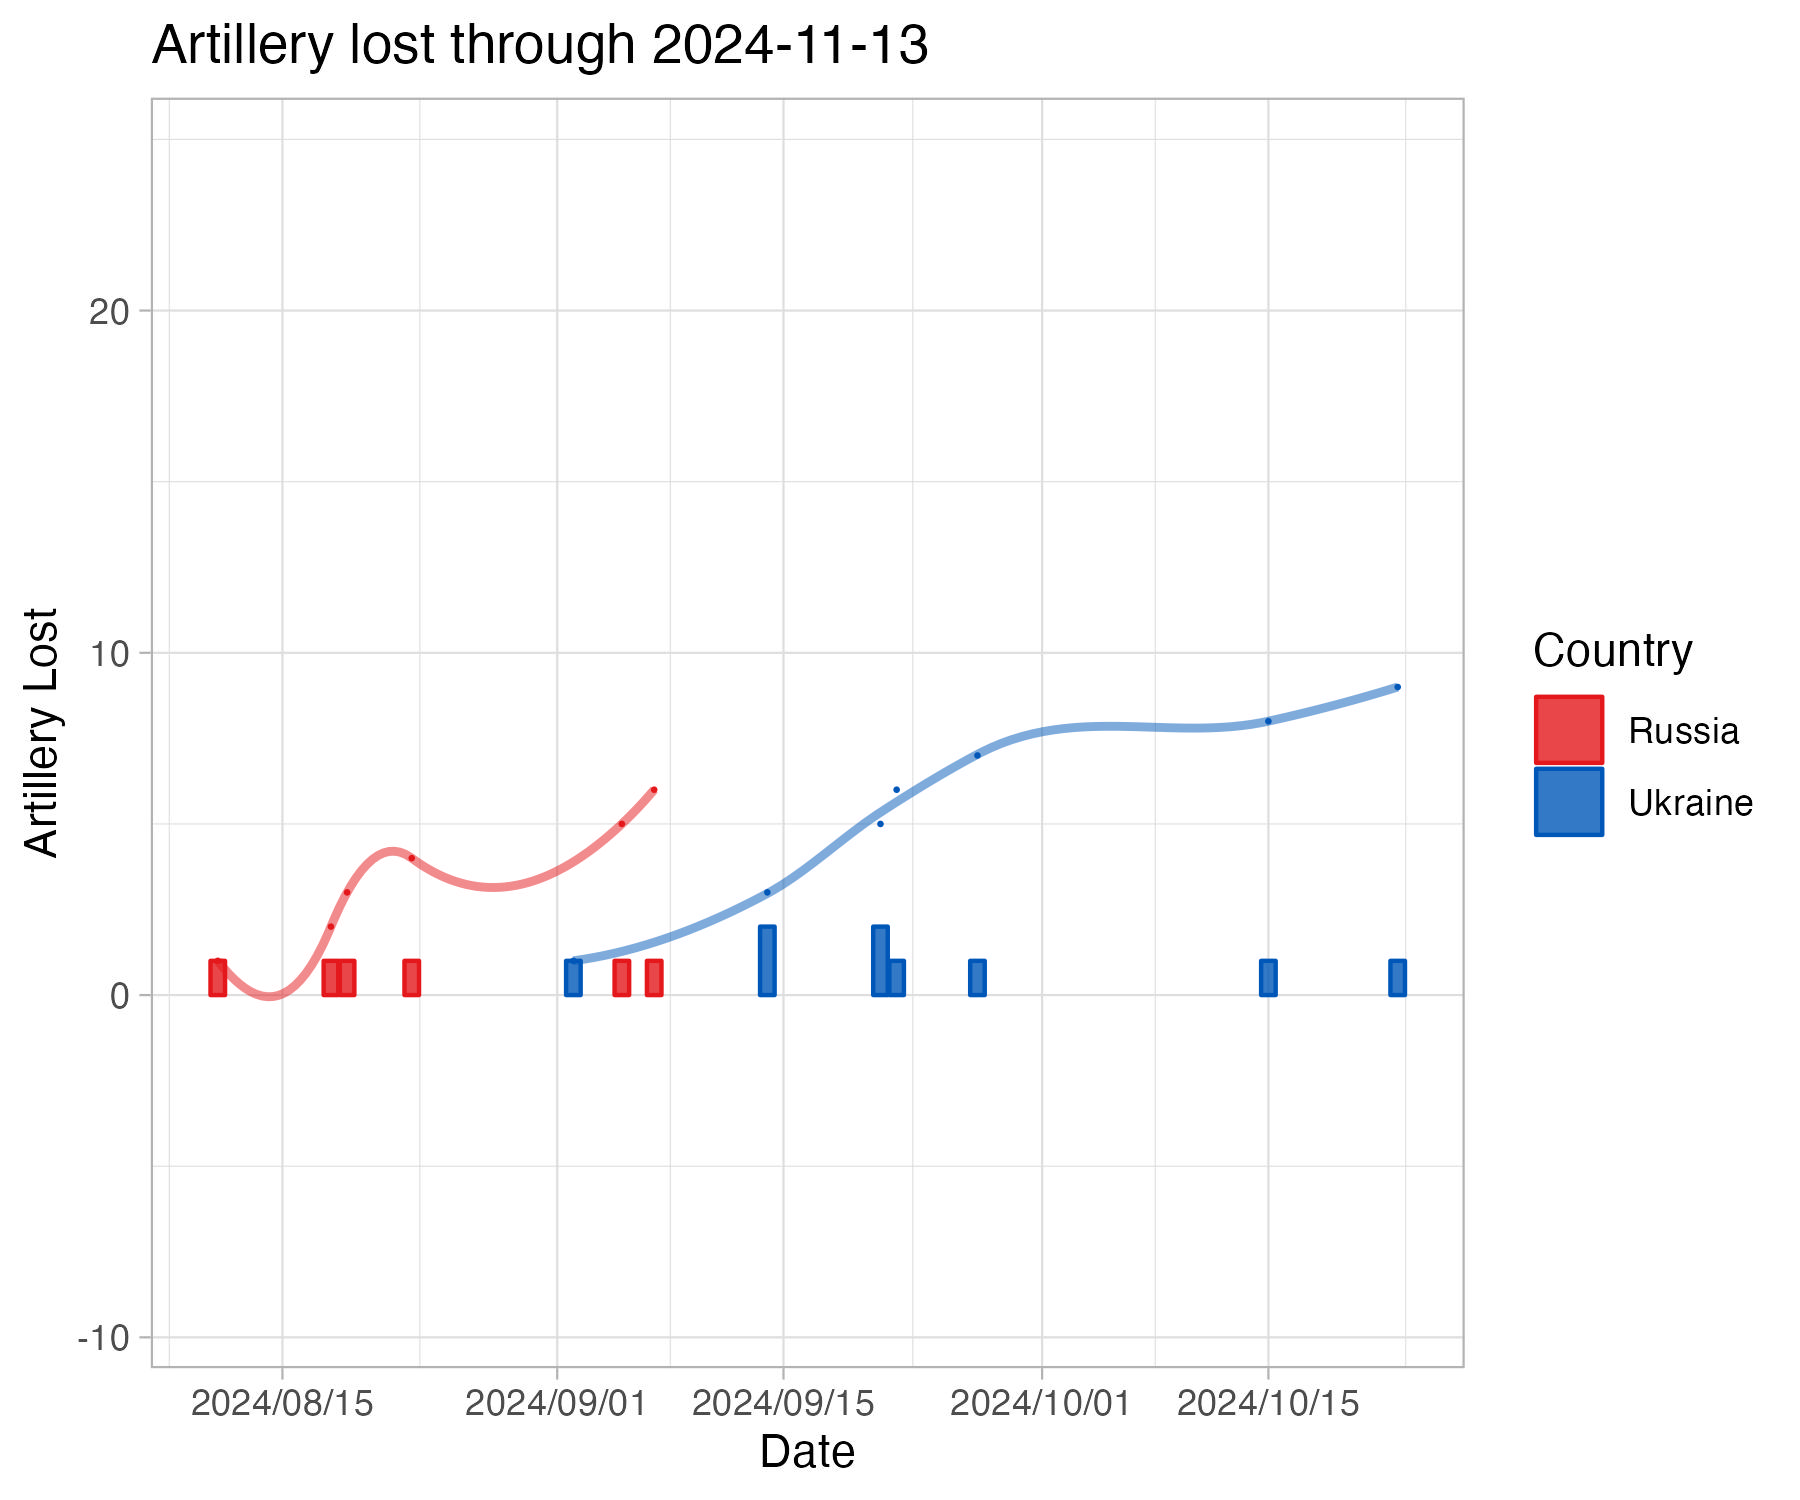 Artillery lost through 2024-11-13
Artillery Lost
20
10
0
-10
2024/08/15
2024/09/01
2024/09/15
2024/10/01
2024/10/15
Date
Country
Russia
Ukraine